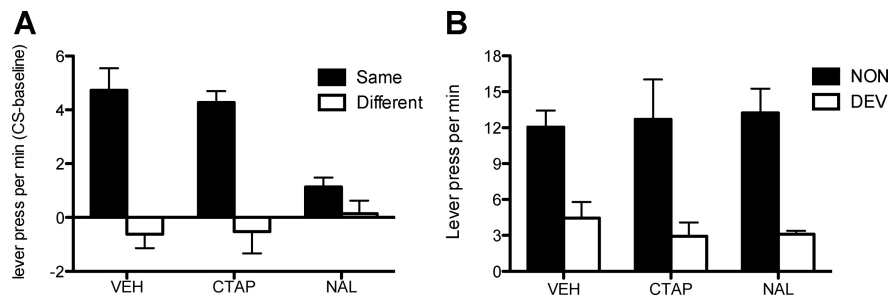 A
lever press per min (CS-baseline)
6
4
2
0
-2
Same
Different
VEH CTAP NAL
B
Lever press per min
18
15
12
9
6
3
0
NON
DEV
VEH CTAP NAL